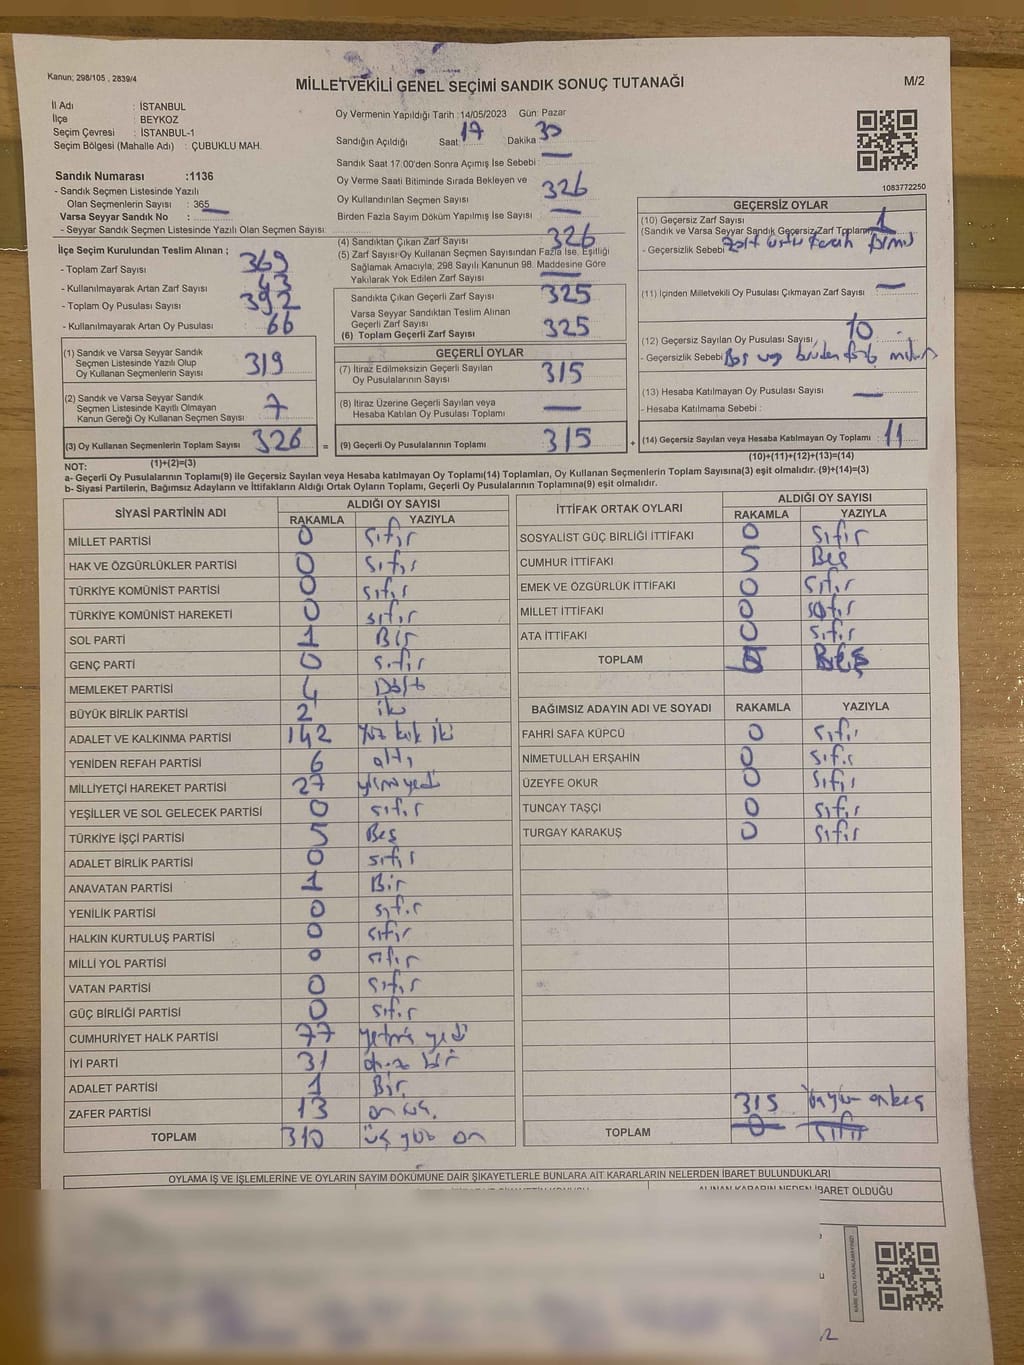 Kanun; 298/105 , 2839/4
MİLLETVEKİLİ GENEL SEÇİMİ SANDIK SONUÇ TUTANAĞI
M/2
İl Adı : İSTANBUL
İlçe : BEYKOZ
Seçim Çevresi : İSTANBUL-1
Seçim Bölgesi (Mahalle Adı) : ÇUBUKLU MAH.
Sandık Numarası :1136
- Sandık Seçmen Listesinde Yazılı
Olan Seçmenlerin Sayısı : 365
Varsa Seyyar Sandık No :
- Seyyar Sandık Seçmen Listesinde Yazılı Olan Seçmen Sayısı:
Oy Vermenin Yapıldığı Tarih :14/05/2023 Gün: Pazar
Sandığın Açıldığı Saat 17 Dakika 30
Sandık Saat 17:00'den Sonra Açımış İse Sebebi : —
Oy Verme Saati Bitiminde Sırada Bekleyen ve
Oy Kullandırılan Seçmen Sayısı 326
Birden Fazla Sayım Döküm Yapılmış İse Sayısı —
1083772250
İlçe Seçim Kurulundan Teslim Alınan ;
- Toplam Zarf Sayısı 369
- Kullanılmayarak Artan Zarf Sayısı 43
- Toplam Oy Pusulası Sayısı 392
- Kullanılmayarak Artan Oy Pusulası 66
(1) Sandık ve Varsa Seyyar Sandık
Seçmen Listesinde Yazılı Olup
Oy Kullanan Seçmenlerin Sayısı 319
(2) Sandık ve Varsa Seyyar Sandık
Seçmen Listesinde Kayıtlı Olmayan
Kanun Gereği Oy Kullanan Seçmen Sayısı 7
(3) Oy Kullanan Seçmenlerin Toplam Sayısı 326
(1)+(2)=(3)
(4) Sandıktan Çıkan Zarf Sayısı 326
(5) Zarf Sayısı Oy Kullanan Seçmen Sayısından Fazla İse, Eşitliği
Sağlamak Amacıyla, 298 Sayılı Kanunun 98. Maddesine Göre
Yakılarak Yok Edilen Zarf Sayısı —
Sandıkta Çıkan Geçerli Zarf Sayısı 325
Varsa Seyyar Sandıktan Teslim Alınan
Geçerli Zarf Sayısı
(6) Toplam Geçerli Zarf Sayısı 325
GEÇERLİ OYLAR
(7) İtiraz Edilmeksizin Geçerli Sayılan
Oy Pusulalarının Sayısı 315
(8) İtiraz Üzerine Geçerli Sayılan veya
Hesaba Katılan Oy Pusulası Toplamı —
= (9) Geçerli Oy Pusulalarının Toplamı 315
GEÇERSİZ OYLAR
(10) Geçersiz Zarf Sayısı 1
(Sandık ve Varsa Seyyar Sandık Geçersiz Zarf Toplamı)
- Geçersizlik Sebebi
(11) İçinden Milletvekili Oy Pusulası Çıkmayan Zarf Sayısı —
(12) Geçersiz Sayılan Oy Pusulası Sayısı, 10
- Geçersizlik Sebebi Boş
(13) Hesaba Katılmayan Oy Pusulası Sayısı —
- Hesaba Katılmama Sebebi :
+ (14) Geçersiz Sayılan veya Hesaba Katılmayan Oy Toplamı : 11
(10)+(11)+(12)+(13)=(14)
NOT:
a- Geçerli Oy Pusulalarının Toplamı(9) ile Geçersiz Sayılan veya Hesaba katılmayan Oy Toplamı(14) Toplamları, Oy Kullanan Seçmenlerin Toplam Sayısına(3) eşit olmalıdır. (9)+(14)=(3)
b- Siyasi Partilerin, Bağımsız Adayların ve İttifakların Aldığı Ortak Oyların Toplamı, Geçerli Oy Pusulalarının Toplamına(9) eşit olmalıdır.
SİYASİ PARTİNİN ADI ALDIĞI OY SAYISI
RAKAMLA YAZIYLA
MİLLET PARTİSİ 0 sıfır
HAK VE ÖZGÜRLÜKLER PARTİSİ 0 sıfır
TÜRKİYE KOMÜNİST PARTİSİ 0 sıfır
TÜRKİYE KOMÜNİST HAREKETİ 0 sıfır
SOL PARTİ 1 Bir
GENÇ PARTİ 0 sıfır
MEMLEKET PARTİSİ 4 Dört
BÜYÜK BİRLİK PARTİSİ 2 iki
ADALET VE KALKINMA PARTİSİ 142 Yüz kırk iki
YENİDEN REFAH PARTİSİ 6 altı
MİLLİYETÇİ HAREKET PARTİSİ 27 yirmiyedi
YEŞİLLER VE SOL GELECEK PARTİSİ 0 sıfır
TÜRKİYE İŞÇİ PARTİSİ 5 Beş
ADALET BİRLİK PARTİSİ 0 sıfır
ANAVATAN PARTİSİ 1 Bir
YENİLİK PARTİSİ 0 sıfır
HALKIN KURTULUŞ PARTİSİ 0 sıfır
MİLLİ YOL PARTİSİ 0 sıfır
VATAN PARTİSİ 0 sıfır
GÜÇ BİRLİĞİ PARTİSİ 0 sıfır
CUMHURİYET HALK PARTİSİ 77 yetmiş yedi
İYİ PARTİ 31 otuz bir
ADALET PARTİSİ 1 Bir
ZAFER PARTİSİ 13 on üç
TOPLAM 310 üç yüz on
İTTİFAK ORTAK OYLARI ALDIĞI OY SAYISI
RAKAMLA YAZIYLA
SOSYALİST GÜÇ BİRLİĞİ İTTİFAKI 0 sıfır
CUMHUR İTTİFAKI 5 Beş
EMEK VE ÖZGÜRLÜK İTTİFAKI 0 sıfır
MİLLET İTTİFAKI 0 sıfır
ATA İTTİFAKI 0 sıfır
TOPLAM 5 Beş
BAĞIMSIZ ADAYIN ADI VE SOYADI RAKAMLA YAZIYLA
FAHRİ SAFA KÜPCÜ 0 sıfır
NİMETULLAH ERŞAHİN 0 sıfır
ÜZEYFE OKUR 0 sıfır
TUNCAY TAŞÇİ 0 sıfır
TURGAY KARAKUŞ 0 sıfır
315 onbeş
TOPLAM 0 sıfır
OYLAMA İŞ VE İŞLEMLERİNE VE OYLARIN SAYIM DÖKÜMÜNE DAİR ŞİKAYETLERLE BUNLARA AİT KARARLARIN NELERDEN İBARET BULUNDUKLARI
ALINAN KARARIN NEDEN İBARET OLDUĞU